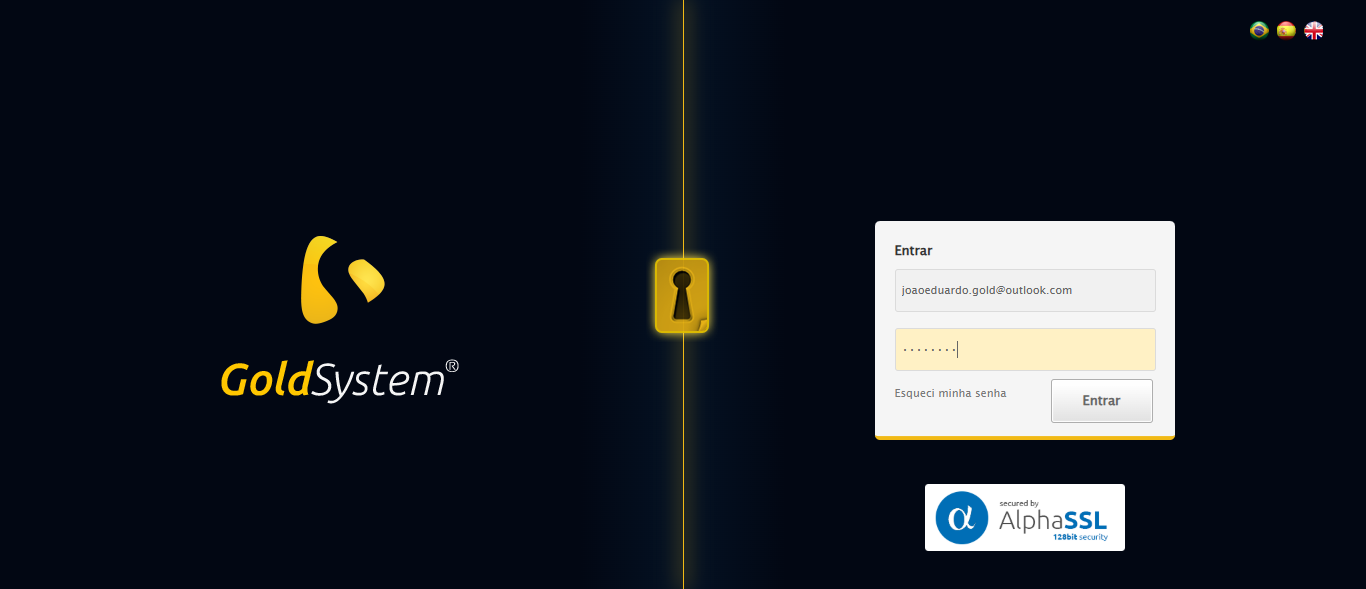 GoldSystem®
Entrar
joaoeduardo.gold@outlook.com
········
Esqueci minha senha
Entrar
α
secured by
AlphaSSL
128bit security